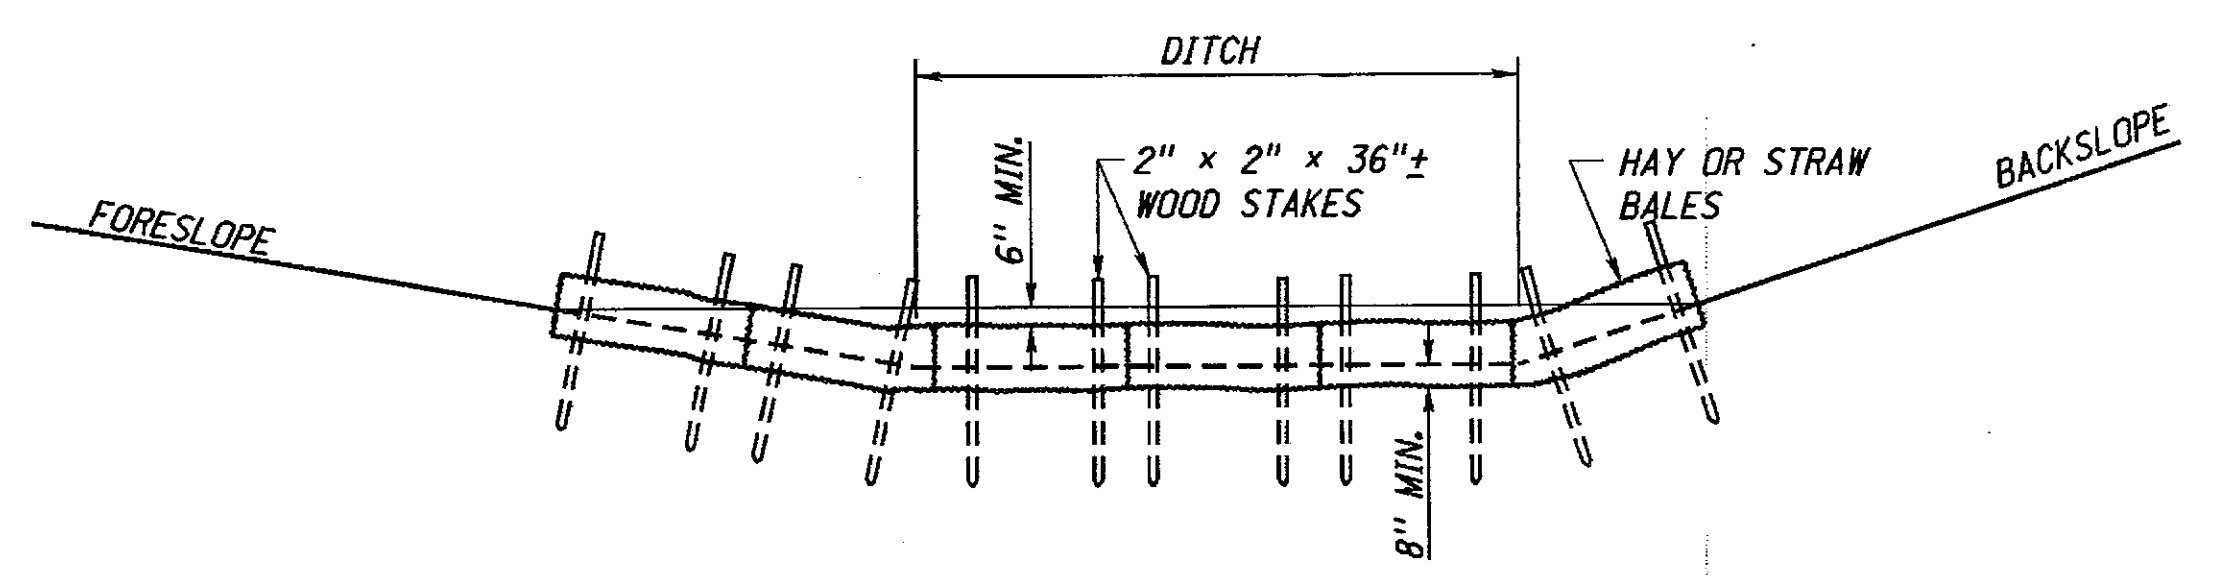 DITCH
6" MIN.
2" x 2" x 36"±
WOOD STAKES
HAY OR STRAW
BALES
BACKSLOPE
FORESLOPE
8" MIN.